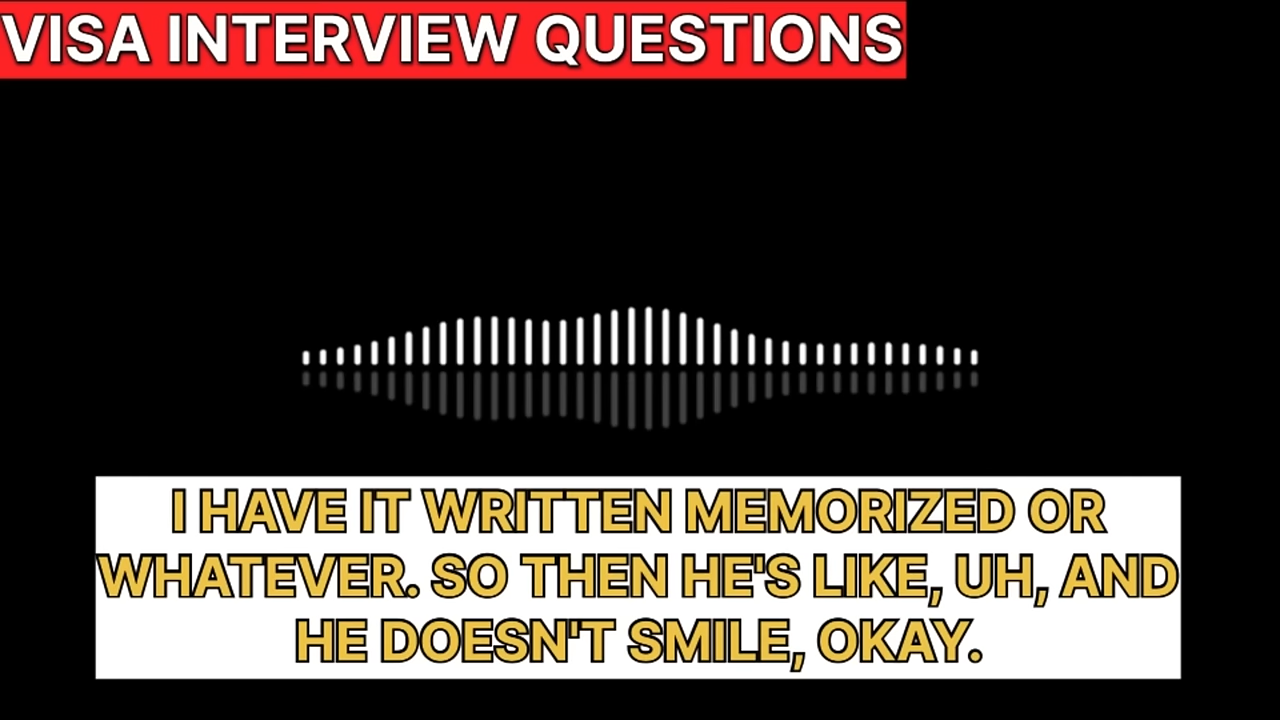 VISA INTERVIEW QUESTIONS
I HAVE IT WRITTEN MEMORIZED OR
WHATEVER. SO THEN HE'S LIKE, UH, AND
HE DOESN'T SMILE, OKAY.